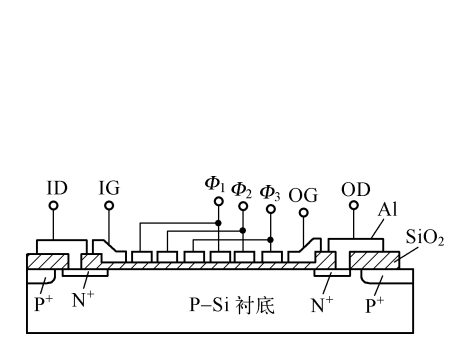 ID IG Φ1 Φ2 Φ3 OG OD
Al
SiO2
P+ N+ P-Si 衬底 N+ P+